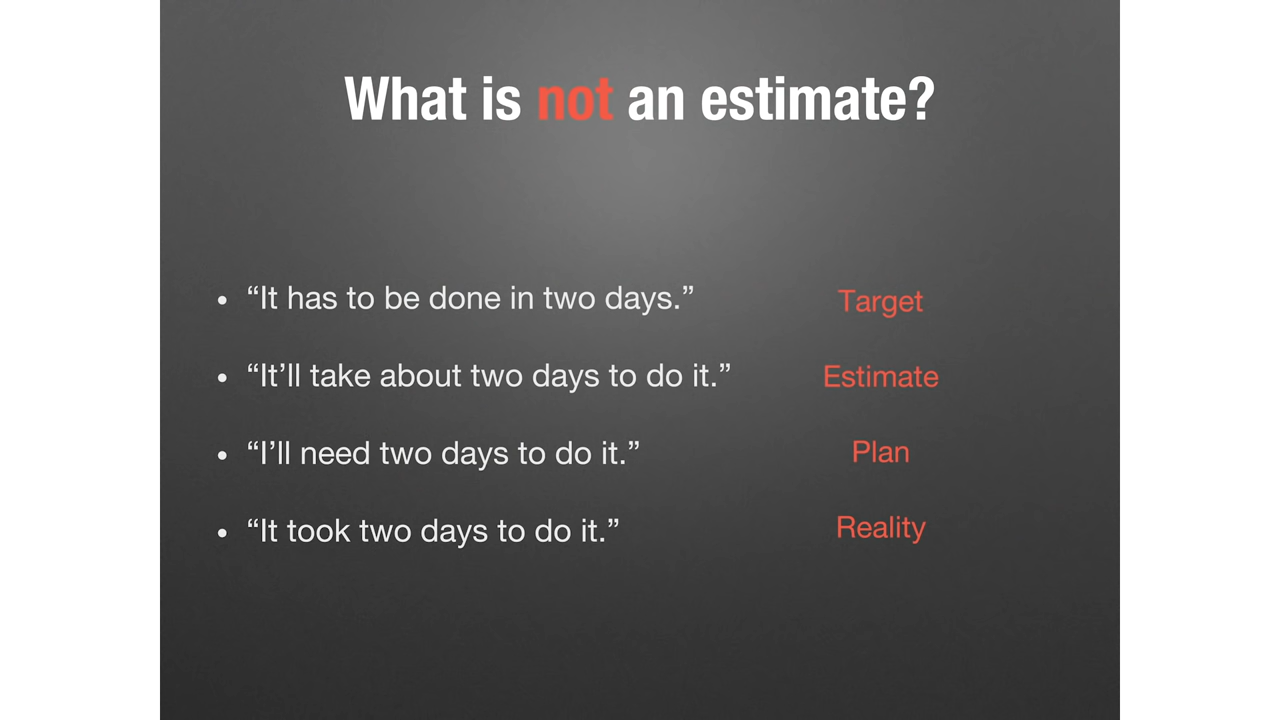 What is not an estimate?
• “It has to be done in two days.” Target
• “It’ll take about two days to do it.” Estimate
• “I’ll need two days to do it.” Plan
• “It took two days to do it.” Reality